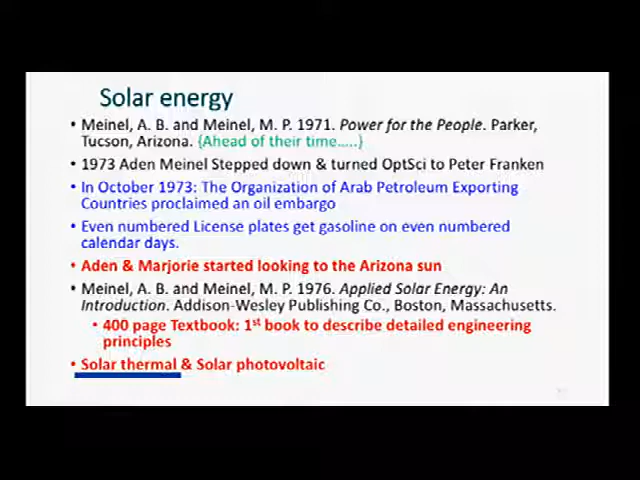 Solar energy
• Meinel, A. B. and Meinel, M. P. 1971. Power for the People. Parker,
Tucson, Arizona. {Ahead of their time…..}
• 1973 Aden Meinel Stepped down & turned OptSci to Peter Franken
• In October 1973: The Organization of Arab Petroleum Exporting
Countries proclaimed an oil embargo
• Even numbered License plates get gasoline on even numbered
calendar days.
• Aden & Marjorie started looking to the Arizona sun
• Meinel, A. B. and Meinel, M. P. 1976. Applied Solar Energy: An
Introduction. Addison-Wesley Publishing Co., Boston, Massachusetts.
• 400 page Textbook: 1st book to describe detailed engineering
principles
• Solar thermal & Solar photovoltaic